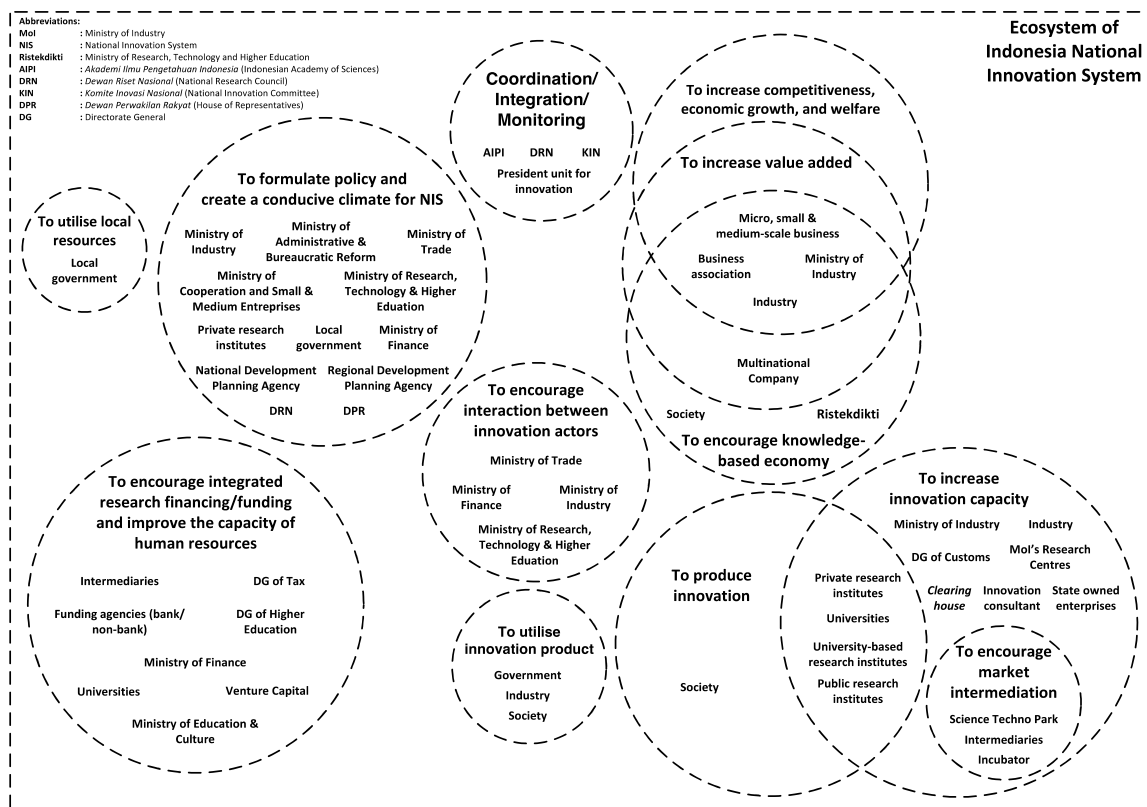 Abbreviations:
MoI : Ministry of Industry
NIS : National Innovation System
Ristekdikti : Ministry of Research, Technology and Higher Education
AIPI : Akademi Ilmu Pengetahuan Indonesia (Indonesian Academy of Sciences)
DRN : Dewan Riset Nasional (National Research Council)
KIN : Komite Inovasi Nasional (National Innovation Committee)
DPR : Dewan Perwakilan Rakyat (House of Representatives)
DG : Directorate General
Ecosystem of
Indonesia National
Innovation System
Coordination/
Integration/
Monitoring
AIPI DRN KIN
President unit for
innovation
To increase competitiveness,
economic growth, and welfare
To increase value added
Micro, small &
medium-scale business
Business
association
Ministry of
Industry
Industry
Multinational
Company
Society
Ristekdikti
To encourage knowledge-
based economy
To utilise local
resources
Local
government
To formulate policy and
create a conducive climate for NIS
Ministry of
Industry
Ministry of
Administrative &
Bureaucratic Reform
Ministry of
Trade
Ministry of
Cooperation and Small &
Medium Entreprises
Ministry of Research,
Technology & Higher
Eduation
Private research
institutes
Local
government
Ministry of
Finance
National Development
Planning Agency
Regional Development
Planning Agency
DRN DPR
To encourage
interaction between
innovation actors
Ministry of Trade
Ministry of
Finance
Ministry of
Industry
Ministry of Research,
Technology & Higher
Eduation
To encourage integrated
research financing/funding
and improve the capacity of
human resources
Intermediaries
DG of Tax
Funding agencies (bank/
non-bank)
DG of Higher
Education
Ministry of Finance
Universities
Venture Capital
Ministry of Education &
Culture
To utilise
innovation product
Government
Industry
Society
To produce
innovation
Society
Private research
institutes
Universities
University-based
research institutes
Public research
institutes
To increase
innovation capacity
Ministry of Industry
Industry
DG of Customs
MoI's Research
Centres
Clearing
house
Innovation
consultant
State owned
enterprises
To encourage
market
intermediation
Science Techno Park
Intermediaries
Incubator